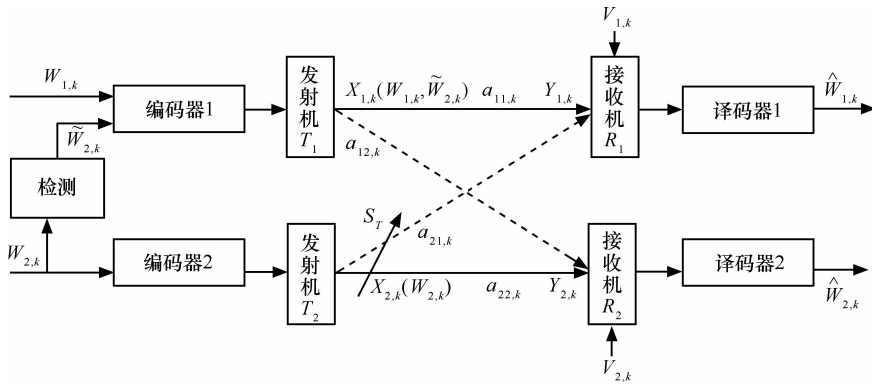 V_{1,k}
W_{1,k}
编码器1
发射机 T_1
X_{1,k}(W_{1,k}, \tilde{W}_{2,k})
a_{11,k}
Y_{1,k}
接收机 R_1
译码器1
\hat{W}_{1,k}
\tilde{W}_{2,k}
a_{12,k}
检测
S_T
a_{21,k}
W_{2,k}
编码器2
发射机 T_2
X_{2,k}(W_{2,k})
a_{22,k}
Y_{2,k}
接收机 R_2
译码器2
\hat{W}_{2,k}
V_{2,k}